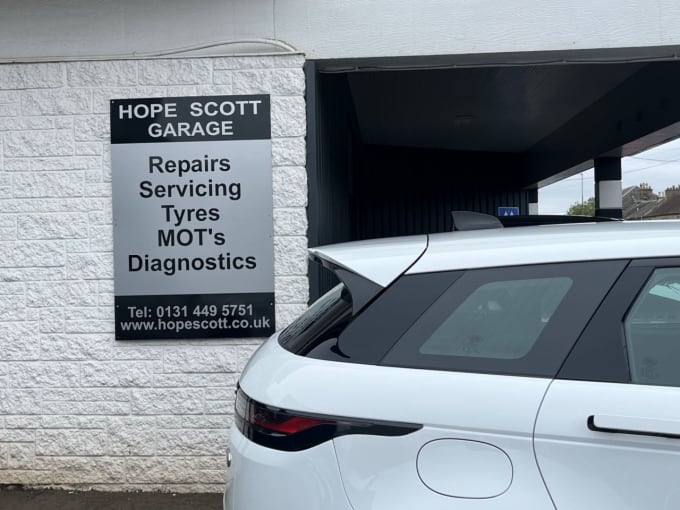 HOPE SCOTT
GARAGE
Repairs
Servicing
Tyres
MOT's
Diagnostics
Tel: 0131 449 5751
www.hopescott.co.uk